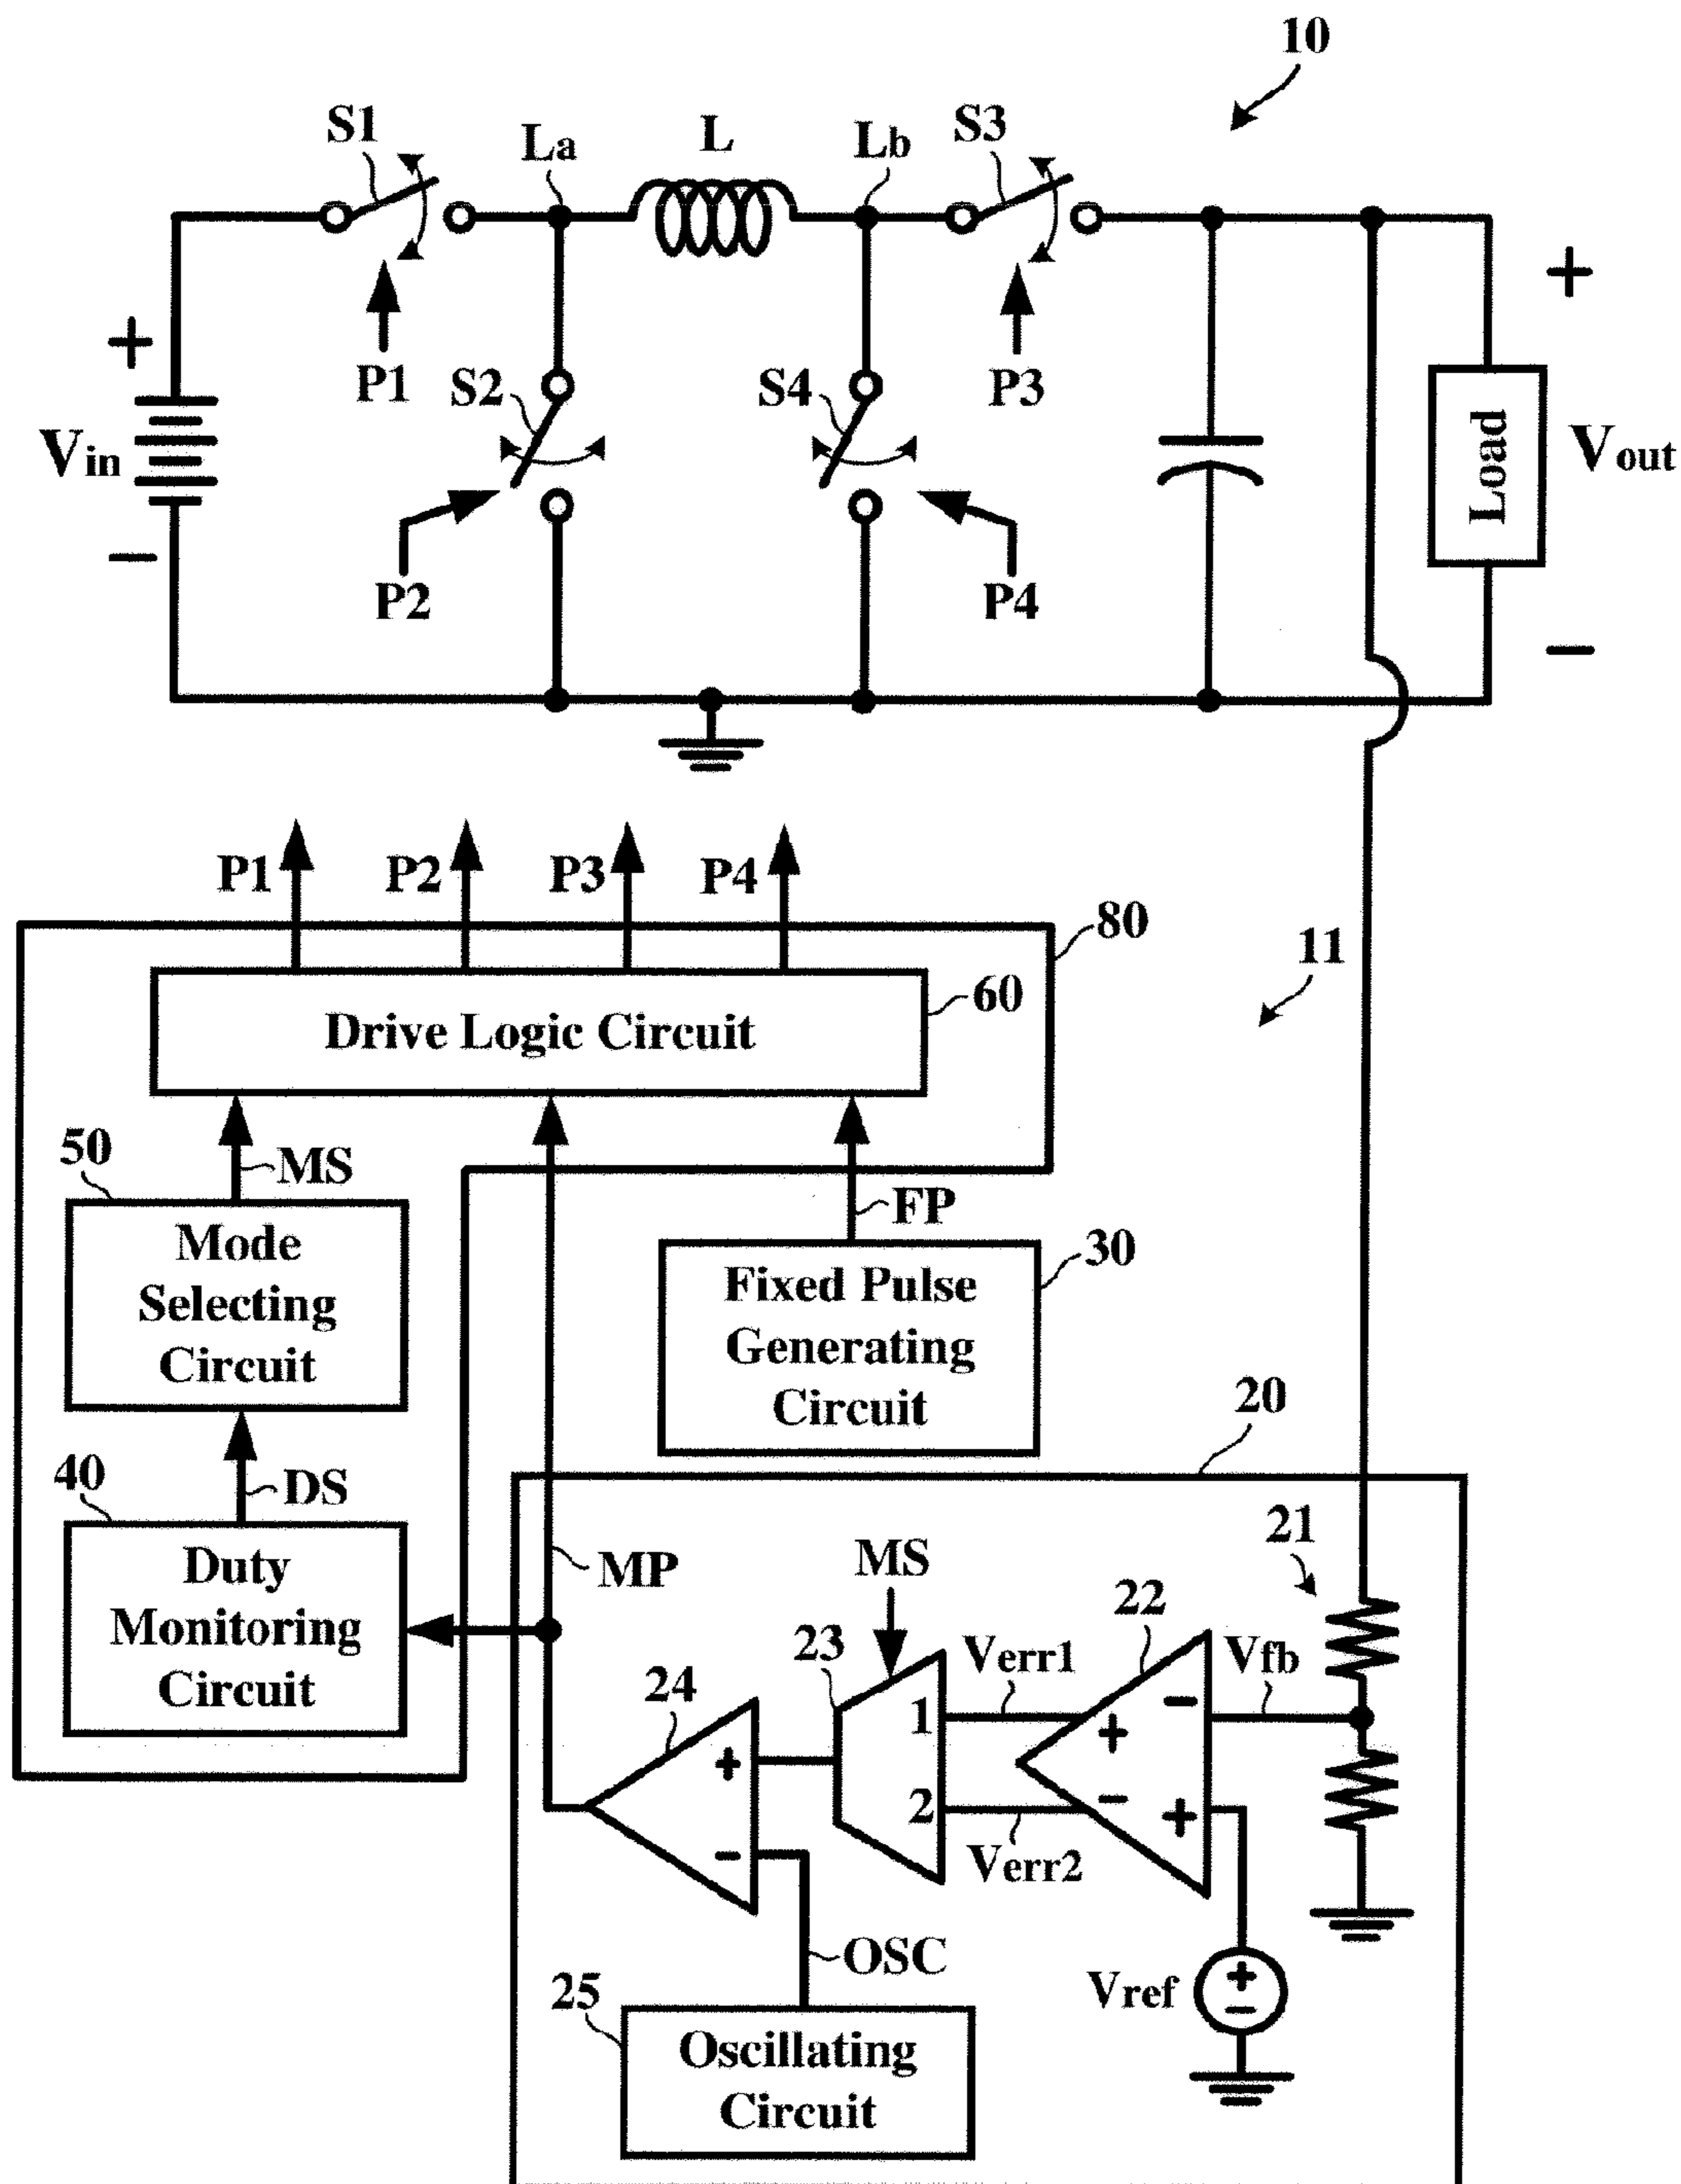 10
S1
La
L
Lb
S3
+
+
P1
S2
S4
P3
Vin
Load
Vout
−
P2
P4
−
P1
P2
P3
P4
80
11
60
Drive Logic Circuit
50
MS
FP
Mode
Selecting
Circuit
30
Fixed Pulse
Generating
Circuit
20
40
DS
21
Duty
Monitoring
Circuit
MP
MS
22
23
Verr1
Vfb
24
1
+
−
+
2
−
+
−
Verr2
OSC
25
Vref
+
−
Oscillating
Circuit